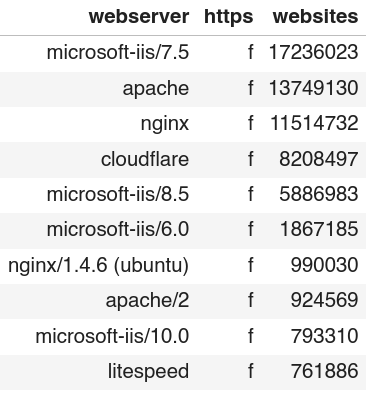 webserver https websites
microsoft-iis/7.5 f 17236023
apache f 13749130
nginx f 11514732
cloudflare f 8208497
microsoft-iis/8.5 f 5886983
microsoft-iis/6.0 f 1867185
nginx/1.4.6 (ubuntu) f 990030
apache/2 f 924569
microsoft-iis/10.0 f 793310
litespeed f 761886